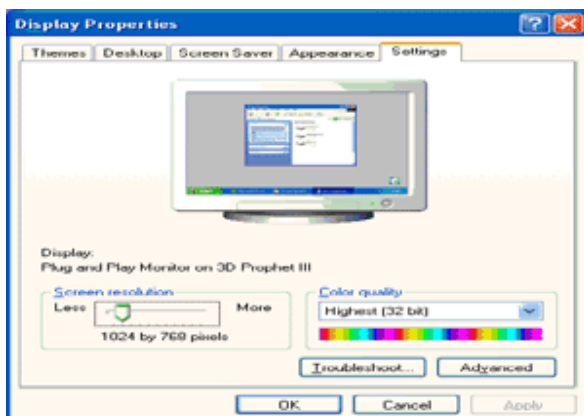 Display Properties
Themes Desktop Screen Saver Appearance Settings
Display:
Plug and Play Monitor on 3D Prophet III
Screen resolution
Less More
1024 by 768 pixels
Color quality
Highest (32 bit)
Troubleshoot... Advanced
OK Cancel Apply